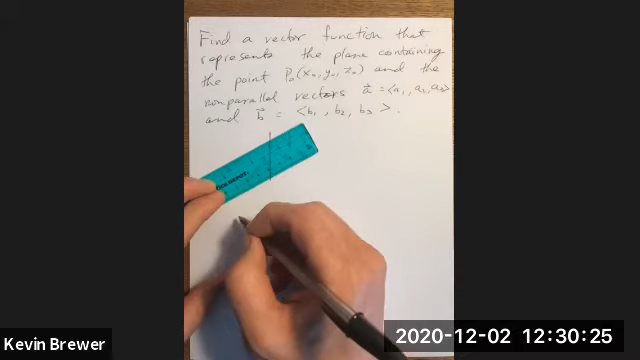 Find a vector function that
represents the plane containing
the point P₀(x₀, y₀, z₀) and the
nonparallel vectors a⃗ = <a₁, a₂, a₃>
and b⃗ = <b₁, b₂, b₃>.
Kevin Brewer
2020-12-02 12:30:25